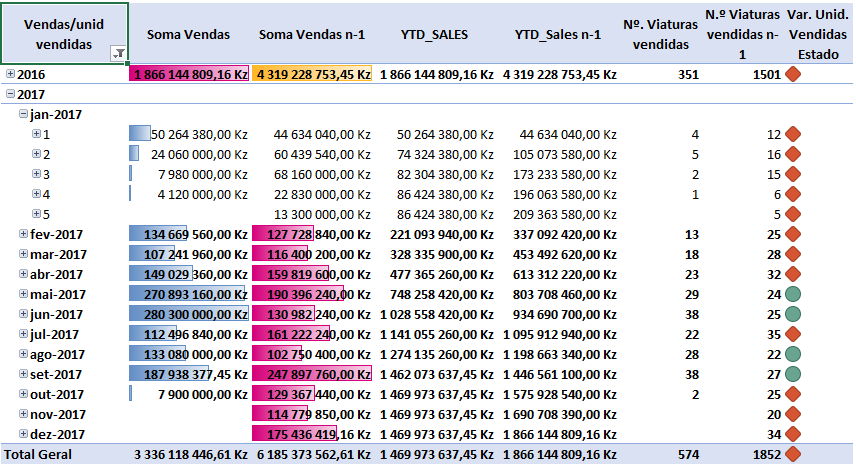 Vendas/unid vendidas Soma Vendas Soma Vendas n-1 YTD_SALES YTD_Sales n-1 Nº. Viaturas vendidas N.º Viaturas vendidas n-1 Var. Unid. Vendidas Estado
2016 1 866 144 809,16 Kz 4 319 228 753,45 Kz 1 866 144 809,16 Kz 4 319 228 753,45 Kz 351 1501
2017
jan-2017
1 50 264 380,00 Kz 44 634 040,00 Kz 50 264 380,00 Kz 44 634 040,00 Kz 4 12
2 24 060 000,00 Kz 60 439 540,00 Kz 74 324 380,00 Kz 105 073 580,00 Kz 5 16
3 7 980 000,00 Kz 68 160 000,00 Kz 82 304 380,00 Kz 173 233 580,00 Kz 2 15
4 4 120 000,00 Kz 22 830 000,00 Kz 86 424 380,00 Kz 196 063 580,00 Kz 1 6
5 13 300 000,00 Kz 86 424 380,00 Kz 209 363 580,00 Kz 5
fev-2017 134 669 560,00 Kz 127 728 840,00 Kz 221 093 940,00 Kz 337 092 420,00 Kz 13 25
mar-2017 107 241 960,00 Kz 116 400 200,00 Kz 328 335 900,00 Kz 453 492 620,00 Kz 18 28
abr-2017 149 029 360,00 Kz 159 819 600,00 Kz 477 365 260,00 Kz 613 312 220,00 Kz 23 32
mai-2017 270 893 160,00 Kz 190 396 240,00 Kz 748 258 420,00 Kz 803 708 460,00 Kz 29 24
jun-2017 280 300 000,00 Kz 130 982 240,00 Kz 1 028 558 420,00 Kz 934 690 700,00 Kz 38 25
jul-2017 112 496 840,00 Kz 161 222 240,00 Kz 1 141 055 260,00 Kz 1 095 912 940,00 Kz 22 35
ago-2017 133 080 000,00 Kz 102 750 400,00 Kz 1 274 135 260,00 Kz 1 198 663 340,00 Kz 28 22
set-2017 187 938 377,45 Kz 247 897 760,00 Kz 1 462 073 637,45 Kz 1 446 561 100,00 Kz 38 27
out-2017 7 900 000,00 Kz 129 367 440,00 Kz 1 469 973 637,45 Kz 1 575 928 540,00 Kz 2 25
nov-2017 114 779 850,00 Kz 1 469 973 637,45 Kz 1 690 708 390,00 Kz 20
dez-2017 175 436 419,16 Kz 1 469 973 637,45 Kz 1 866 144 809,16 Kz 34
Total Geral 3 336 118 446,61 Kz 6 185 373 562,61 Kz 1 469 973 637,45 Kz 1 866 144 809,16 Kz 574 1852